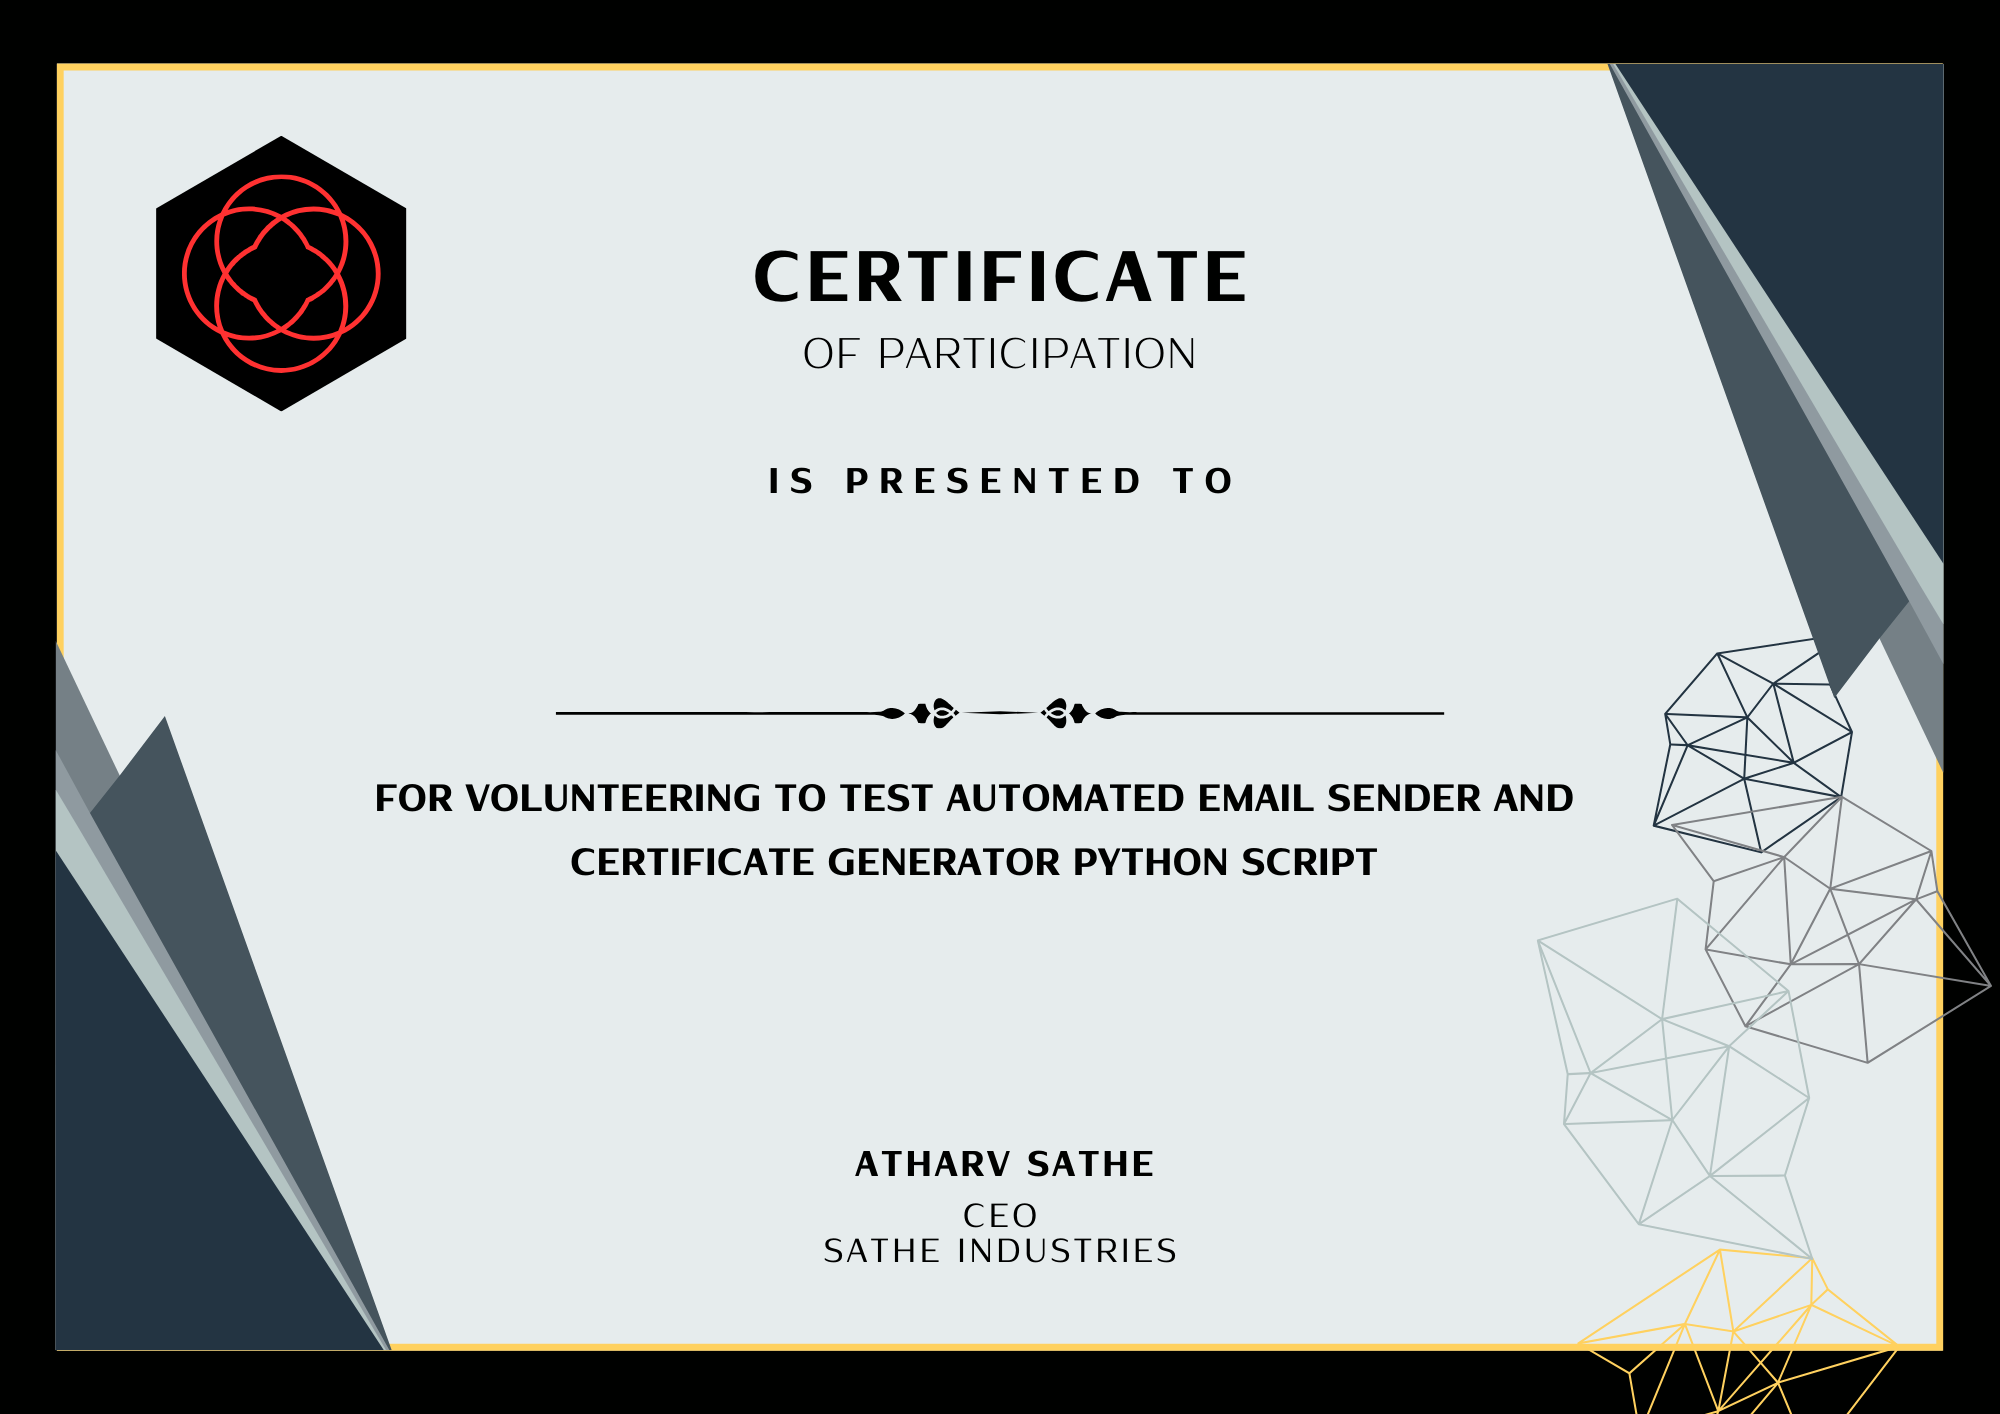 CERTIFICATE
OF PARTICIPATION
IS PRESENTED TO
FOR VOLUNTEERING TO TEST AUTOMATED EMAIL SENDER AND
CERTIFICATE GENERATOR PYTHON SCRIPT
ATHARV SATHE
CEO
SATHE INDUSTRIES